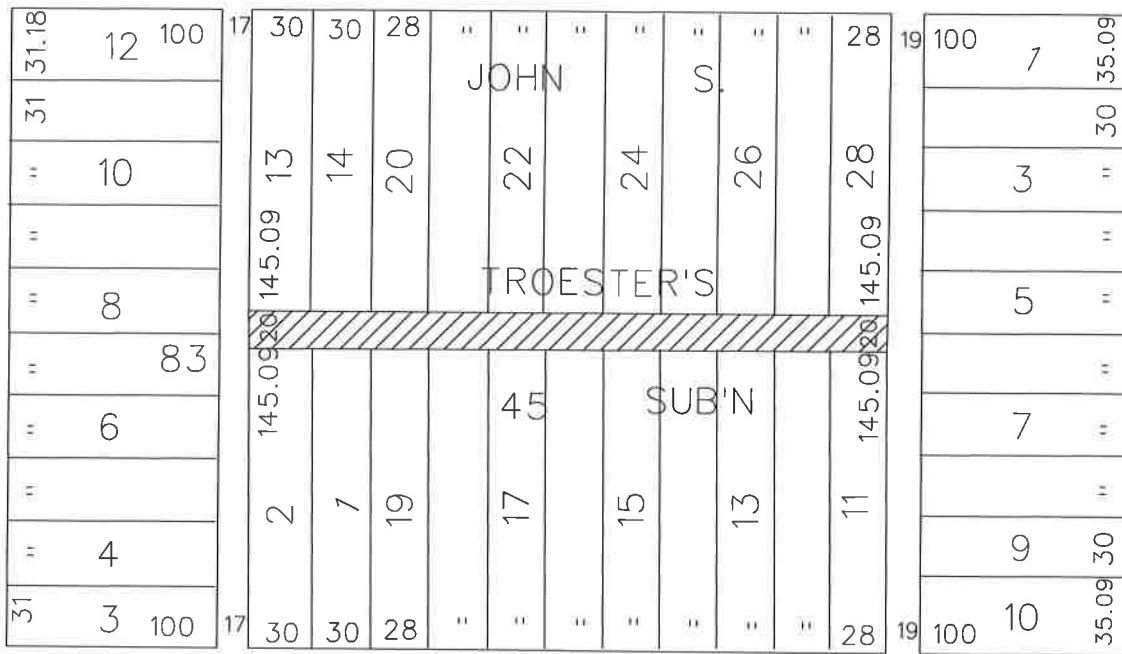 31.18 12 100 17 30 30 28 " " " " " " " 28 19 100 1 35.09
JOHN S.
31 30
" 10 13 14 20 22 24 26 28 3 "
" "
145.09 145.09
TROESTER'S
" 8 5 "
20 20
" 83 "
145.09 145.09
45 SUB'N
" 6 7 "
" 2 1 19 17 15 13 11 "
" 4 9 30
31 3 100 17 30 30 28 " " " " " " " 28 19 100 10 35.09